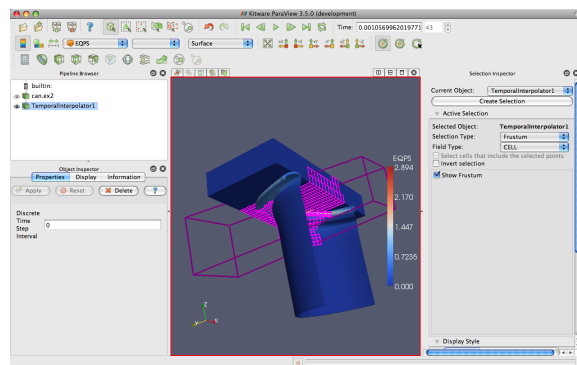 Kitware ParaView 3.5.0 (development)
Time: 0.0010569962019771 43
EQPS
Surface
Pipeline Browser
builtin:
can.ex2
TemporalInterpolator1
Object Inspector
Properties Display Information
Apply Reset Delete ?
Discrete
Time
Step
Interval
0
EQPS
2.894
2.170
1.447
0.7235
0.000
Z
Y
X
Selection Inspector
Current Object: TemporalInterpolator1
Create Selection
Active Selection
Selected Object: TemporalInterpolator1
Selection Type: Frustum
Field Type: CELL
Select cells that include the selected points
Invert selection
Show Frustum
Display Style